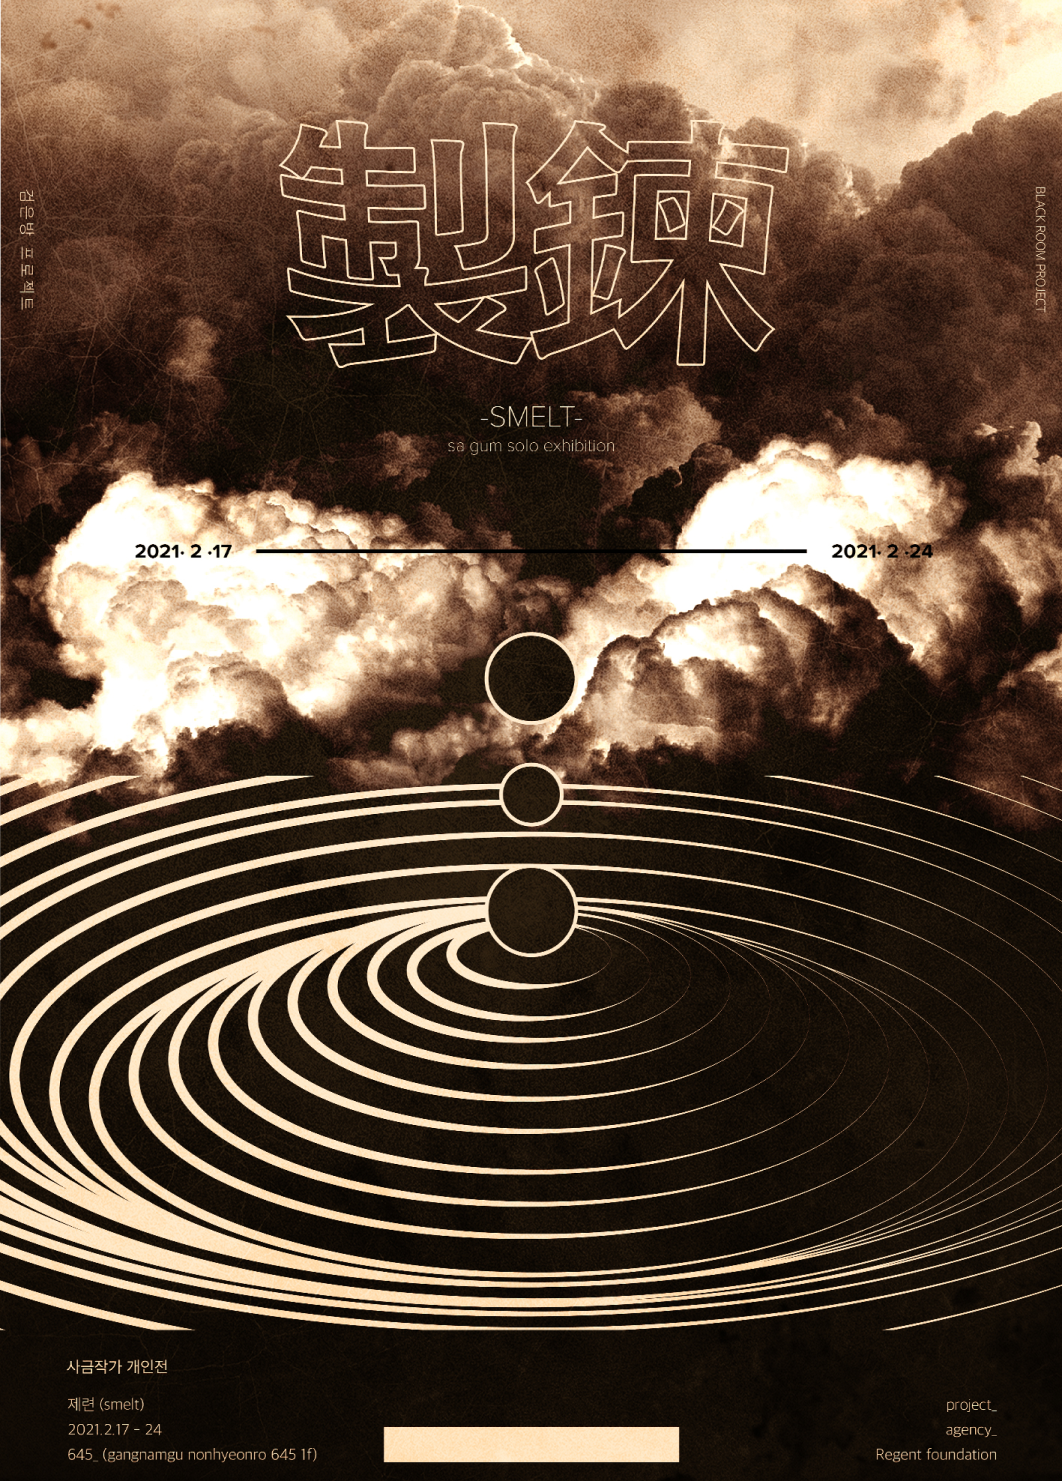 製鍊
-SMELT-
sa gum solo exhibition
검은방 프로젝트
BLACK ROOM PROJECT
2021· 2 ·17
2021· 2 ·24
사금작가 개인전
제련 (smelt)
2021.2.17 - 24
645_ (gangnamgu nonhyeonro 645 1f)
project_
agency_
Regent foundation